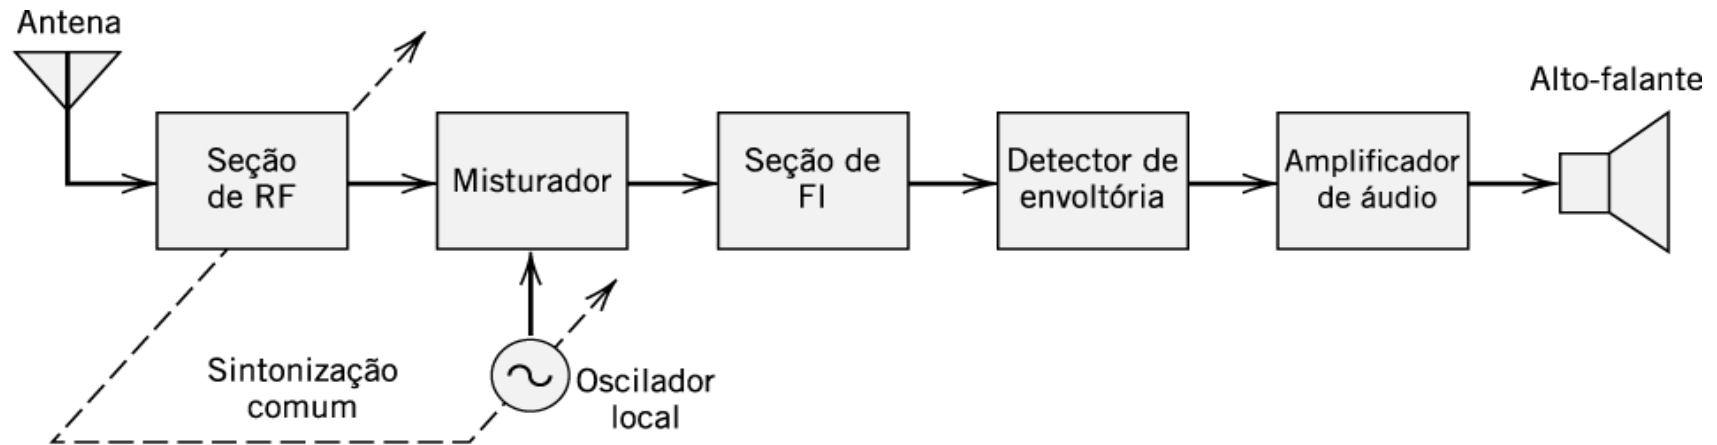 Antena
Alto-falante
Seção
de RF
Misturador
Seção de
FI
Detector de
envoltória
Amplificador
de áudio
Sintonização
comum
Oscilador
local